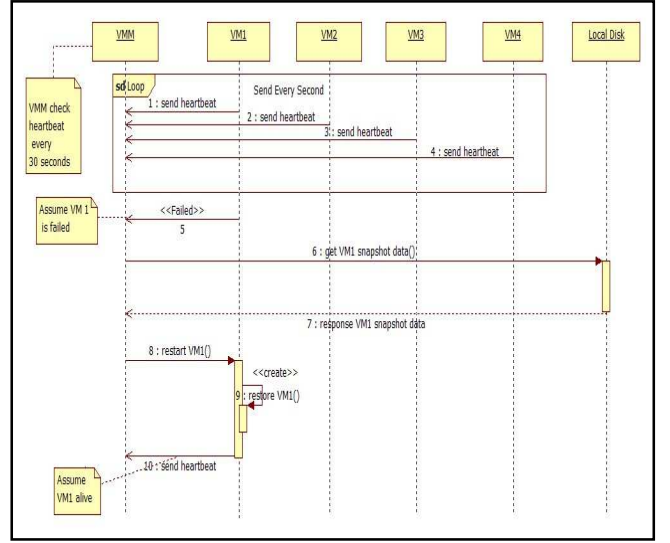 VMM
VM1
VM2
VM3
VM4
Local Disk
sd Loop
Send Every Second
VMM check
heartbeat
every
30 seconds
1 : send heartbeat
2 : send heartbeat
3 : send heartbeat
4 : send heartheat
Assume VM 1
is failed
<<Failed>>
5
6 : get VM1 snapshot data()
7 : response VM1 snapshot data
8 : restart VM1()
<<create>>
9 : restore VM1()
10 : send heartbeat
Assume
VM1 alive